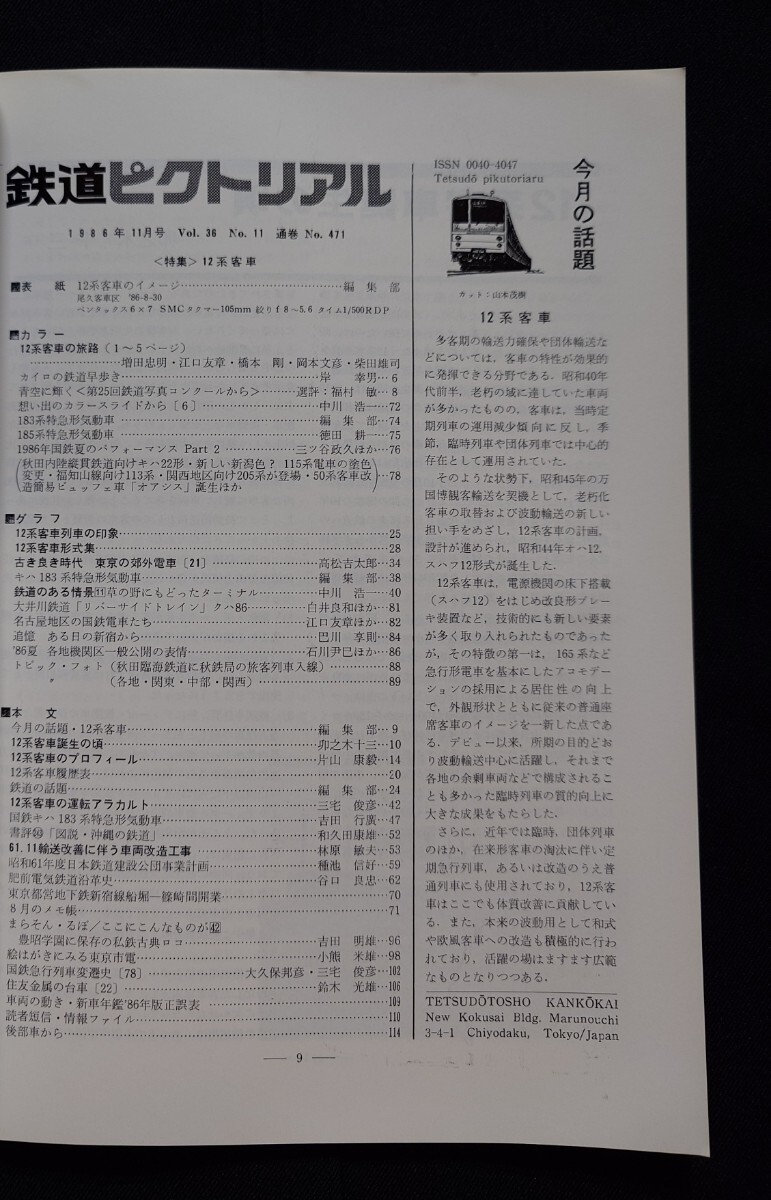 鉄道ピクトリアル
1986年11月号 Vol. 36 No. 11 通巻 No. 471
<特集>12系客車
■表紙 12系客車のイメージ……編集部
尾久客車区 '86-8-30
ペンタックス6×7 SMCタクマー105mm 絞りf8~5.6 タイム1/500 RDP
■カラー
12系客車の旅路(1~5ページ)
……増田忠明・江口友章・橋本 剛・岡本文彦・柴田雄司
カイロの鉄道早歩き……岸 幸男…6
青空に輝く<第25回鉄道写真コンクールから>……選評:福村 敏…8
想い出のカラースライドから[6]……中川 浩一…72
183系特急形気動車……編集部…74
185系特急形気動車……徳田 耕一…75
1986年国鉄夏のパフォーマンス Part 2……三ツ谷政久ほか…76
(秋田内陸縦貫鉄道向けキハ22形・新しい新潟色? 115系電車の塗色
変更・福知山線向け113系・関西地区向け205系が登場・50系客車改
造簡易ビュッフェ車「オアシス」誕生ほか)…78
■グラフ
12系客車列車の印象……25
12系客車形式集……28
古き良き時代 東京の郊外電車[21]……高松吉太郎…34
キハ183系特急形気動車……編集部…38
鉄道のある情景⑪草の野にもどったターミナル……中川 浩一…40
大井川鉄道「リバーサイドトレイン」クハ86……白井良和ほか…81
名古屋地区の国鉄電車たち……江口友章ほか…82
追憶 ある日の新宿から……巴川 享則…84
'86夏 各地機関区一般公開の表情……石川尹巳ほか…86
トピック・フォト(秋田臨海鉄道に秋鉄局の旅客列車入線)……88
〃 (各地・関東・中部・関西)……89
■本文
今月の話題・12系客車……編集部…9
12系客車誕生の頃……卯之木十三…10
12系客車のプロフィール……片山 康毅…14
12系客車履歴表……20
鉄道の話題……編集部…24
12系客車の運転アラカルト……三宅 俊彦…42
国鉄キハ183系特急形気動車……吉田 行廣…47
書評㊿「図説・沖縄の鉄道」……和久田康雄…52
61.11輸送改善に伴う車両改造工事……林原 敏夫…53
昭和61年度日本鉄道建設公団事業計画……種池 信好…59
肥前電気鉄道沿革史……谷口 良忠…62
東京都営地下鉄新宿線船堀―篠崎間開業……70
8月のメモ帳……71
まらそん・るぽ/ここにこんなものが㊷
豊昭学園に保存の私鉄古典ロコ……吉田 明雄…96
絵はがきにみる東京市電……小熊 米雄…98
国鉄急行列車変遷史[78]……大久保邦彦・三宅 俊彦…102
住友金属の台車[22]……鈴木 光雄…106
車両の動き・新車年鑑'86年版正誤表……109
読者短信・情報ファイル……110
後部車から……114
ISSN 0040-4047
Tetsudō pikutoriaru
今月の話題
カット:山本茂樹
12系客車
多客期の輸送力確保や団体輸送な
どについては、客車の特性が効果的
に発揮できる分野である。昭和40年
代前半、老朽の域に達していた車両
が多かったものの、客車は、当時定
期列車の運用減少傾向に反し、季
節、臨時列車や団体列車では中心的
存在として運用されていた。
そのような状勢下、昭和45年の万
国博観客輸送を契機として、老朽化
客車の取替および波動輸送の新しい
担い手をめざし、12系客車の計画、
設計が進められ、昭和44年オハ12、
スハフ12形式が誕生した。
12系客車は、電源機関の床下搭載
(スハフ12)をはじめ改良形ブレー
キ装置など、技術的にも新しい要素
が多く取り入れられたものであった
が、その特徴の第一は、165系など
急行形電車を基本にしたアコモデー
ションの採用による居住性の向上
で、外観形状とともに従来の普通座
席客車のイメージを一新した点であ
る。デビュー以来、所期の目的どお
り波動輸送中心に活躍し、それまで
各地の余剰車両などで構成されるこ
とも多かった臨時列車の質的向上に
大きな成果をもたらした。
さらに、近年では臨時、団体列車
のほか、在来形客車の淘汰に伴い定
期急行列車、あるいは改造のうえ普
通列車にも使用されており、12系客
車はここでも体質改善に貢献してい
る。また、本来の波動用として和式
や欧風客車への改造も積極的に行わ
れており、活躍の場はますます広範
なものとなりつつある。
TETSUDŌTOSHO KANKŌKAI
New Kokusai Bldg. Marunouchi
3-4-1 Chiyodaku, Tokyo/Japan
— 9 —